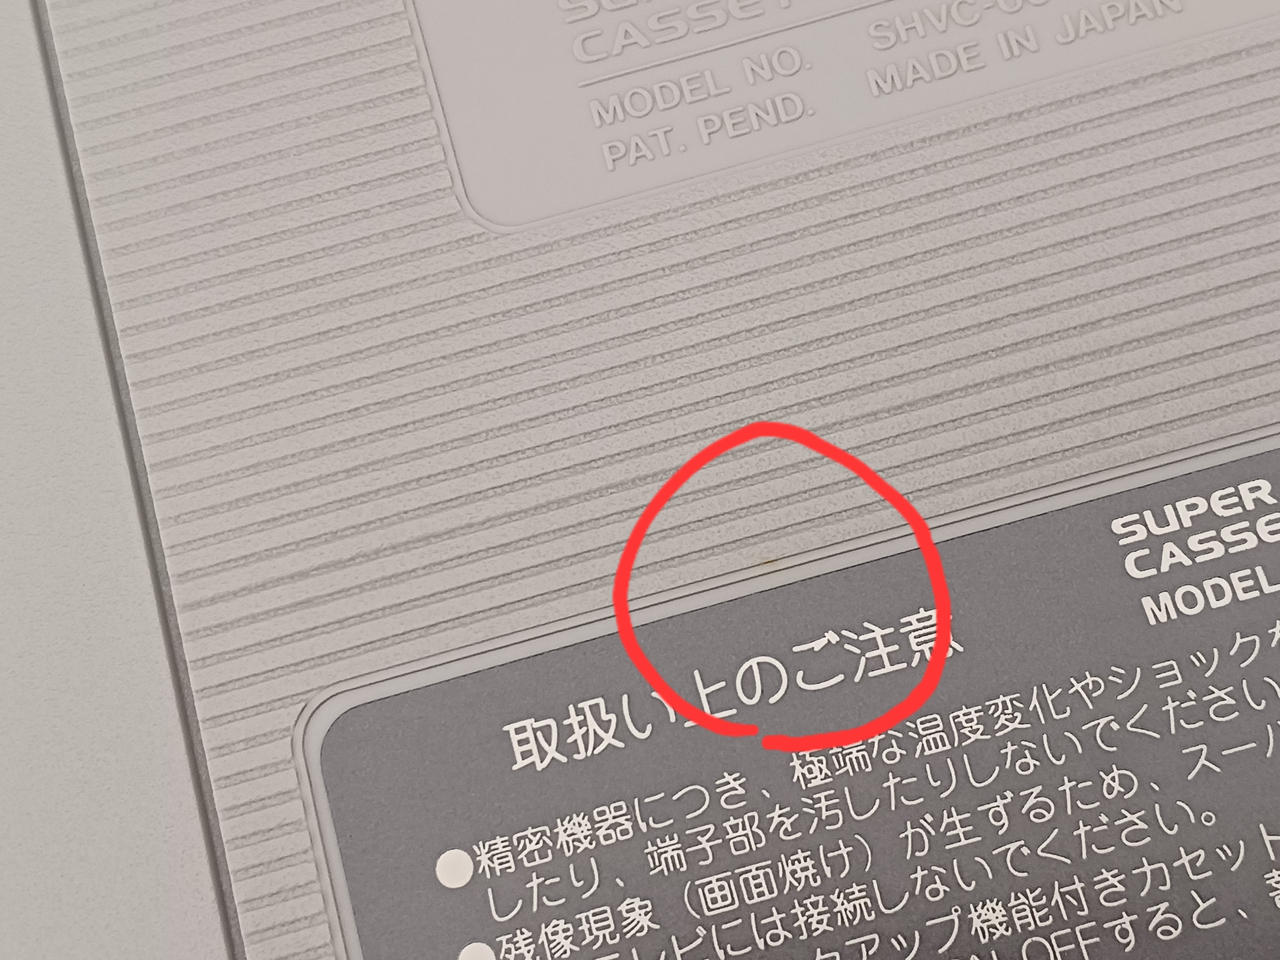 CASSET
MODEL NO. SHVC-
PAT. PEND. MADE IN JAPAN
SUPER
CASSE
MODEL
取扱い上のご注意
●精密機器につき、極端な温度変化やショックを
したり、端子部を汚したりしないでください
●残像現象（画面焼け）が生ずるため、スーパ
テレビには接続しないでください。
アップ機能付きカセット
OFFすると、